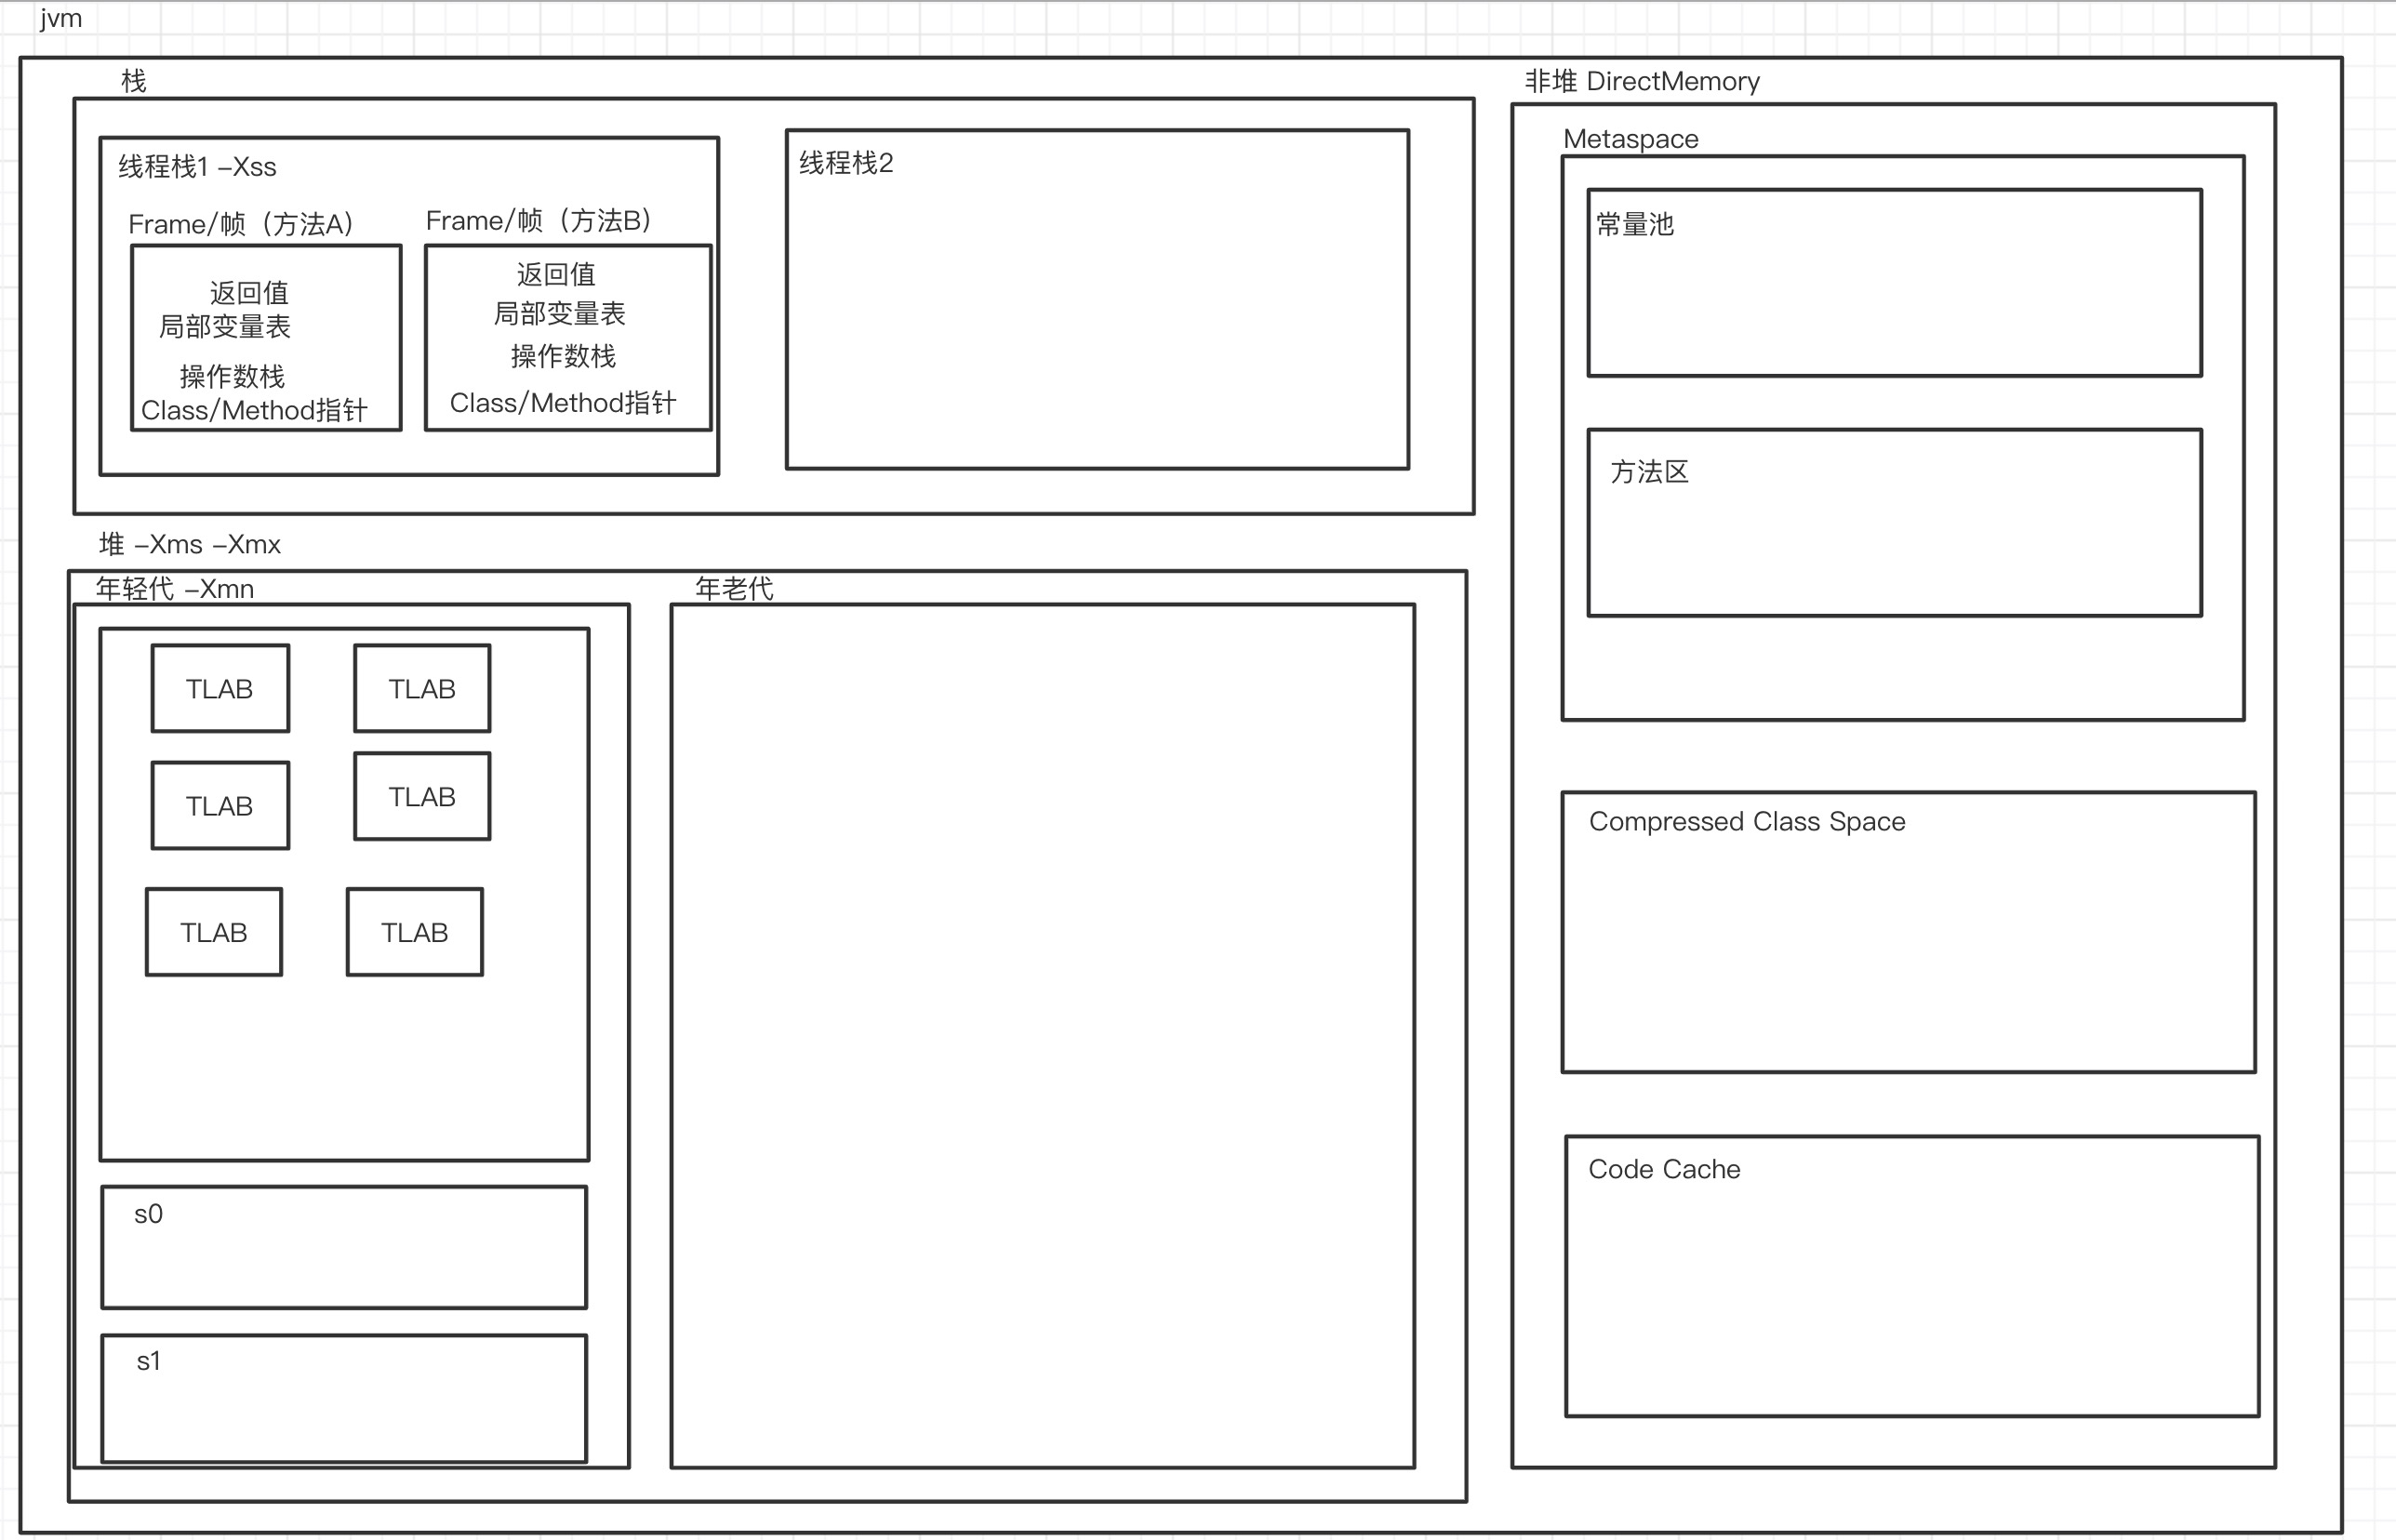 jvm
栈
线程栈1 -Xss
Frame/帧（方法A）
返回值
局部变量表
操作数栈
Class/Method指针
Frame/帧（方法B）
返回值
局部变量表
操作数栈
Class/Method指针
线程栈2
堆 -Xms -Xmx
年轻代 -Xmn
TLAB
TLAB
TLAB
TLAB
TLAB
TLAB
s0
s1
年老代
非堆 DirectMemory
Metaspace
常量池
方法区
Compressed Class Space
Code Cache